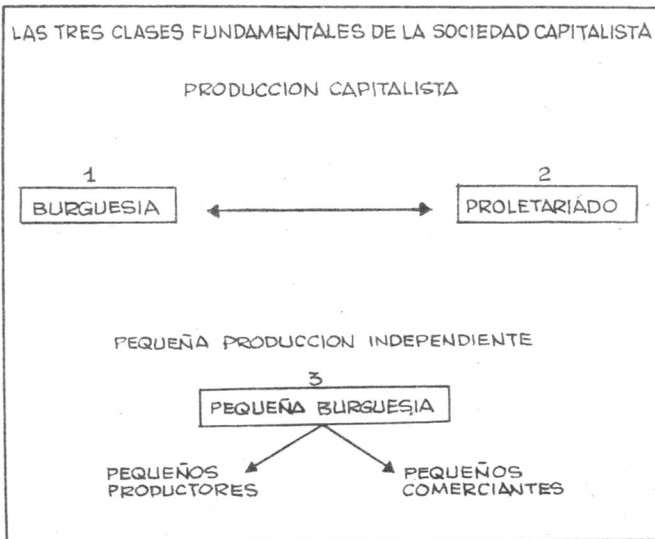 LAS TRES CLASES FUNDAMENTALES DE LA SOCIEDAD CAPITALISTA
PRODUCCION CAPITALISTA
1
BURGUESIA
2
PROLETARIÁDO
PEQUEÑA PRODUCCION INDEPENDIENTE
3
PEQUEÑA BURGUESIA
PEQUEÑOS
PRODUCTORES
PEQUEÑOS
COMERCIANTES